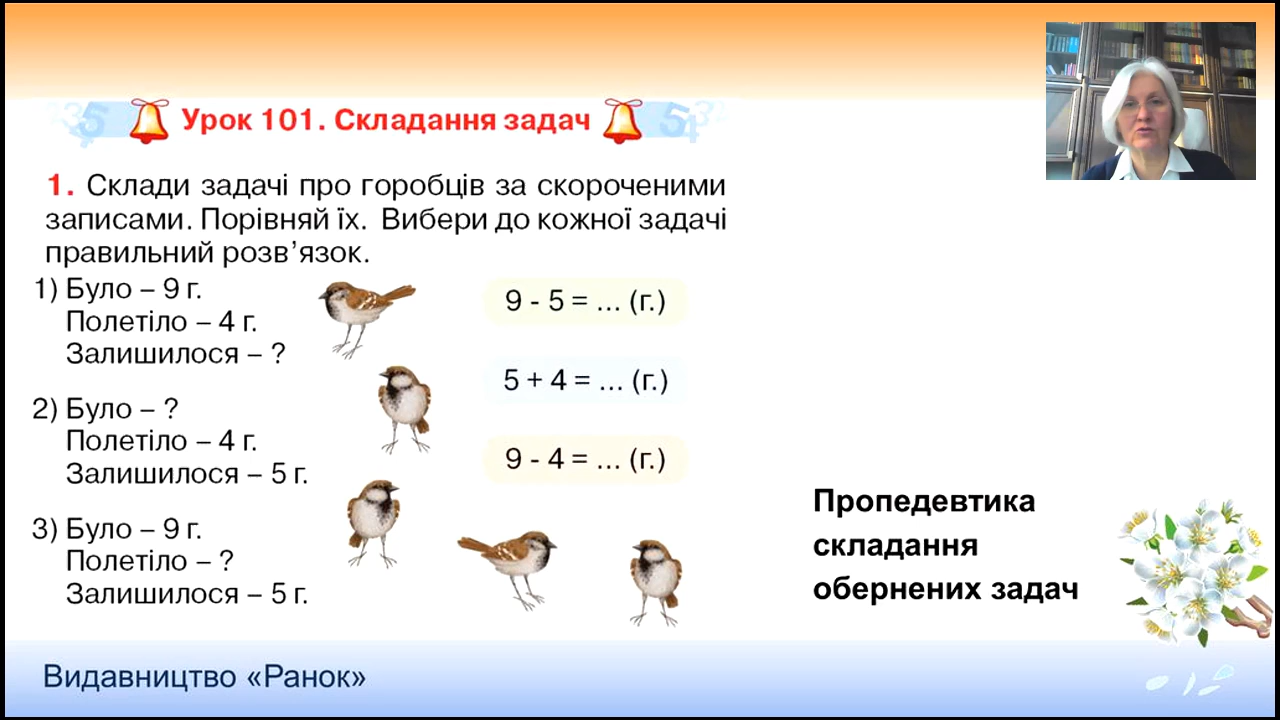 Урок 101. Складання задач
1. Склади задачі про горобців за скороченими
записами. Порівняй їх. Вибери до кожної задачі
правильний розв’язок.
1) Було – 9 г.
Полетіло – 4 г.
Залишилося – ?
2) Було – ?
Полетіло – 4 г.
Залишилося – 5 г.
3) Було – 9 г.
Полетіло – ?
Залишилося – 5 г.
9 - 5 = ... (г.)
5 + 4 = ... (г.)
9 - 4 = ... (г.)
Пропедевтика
складання
обернених задач
Видавництво «Ранок»